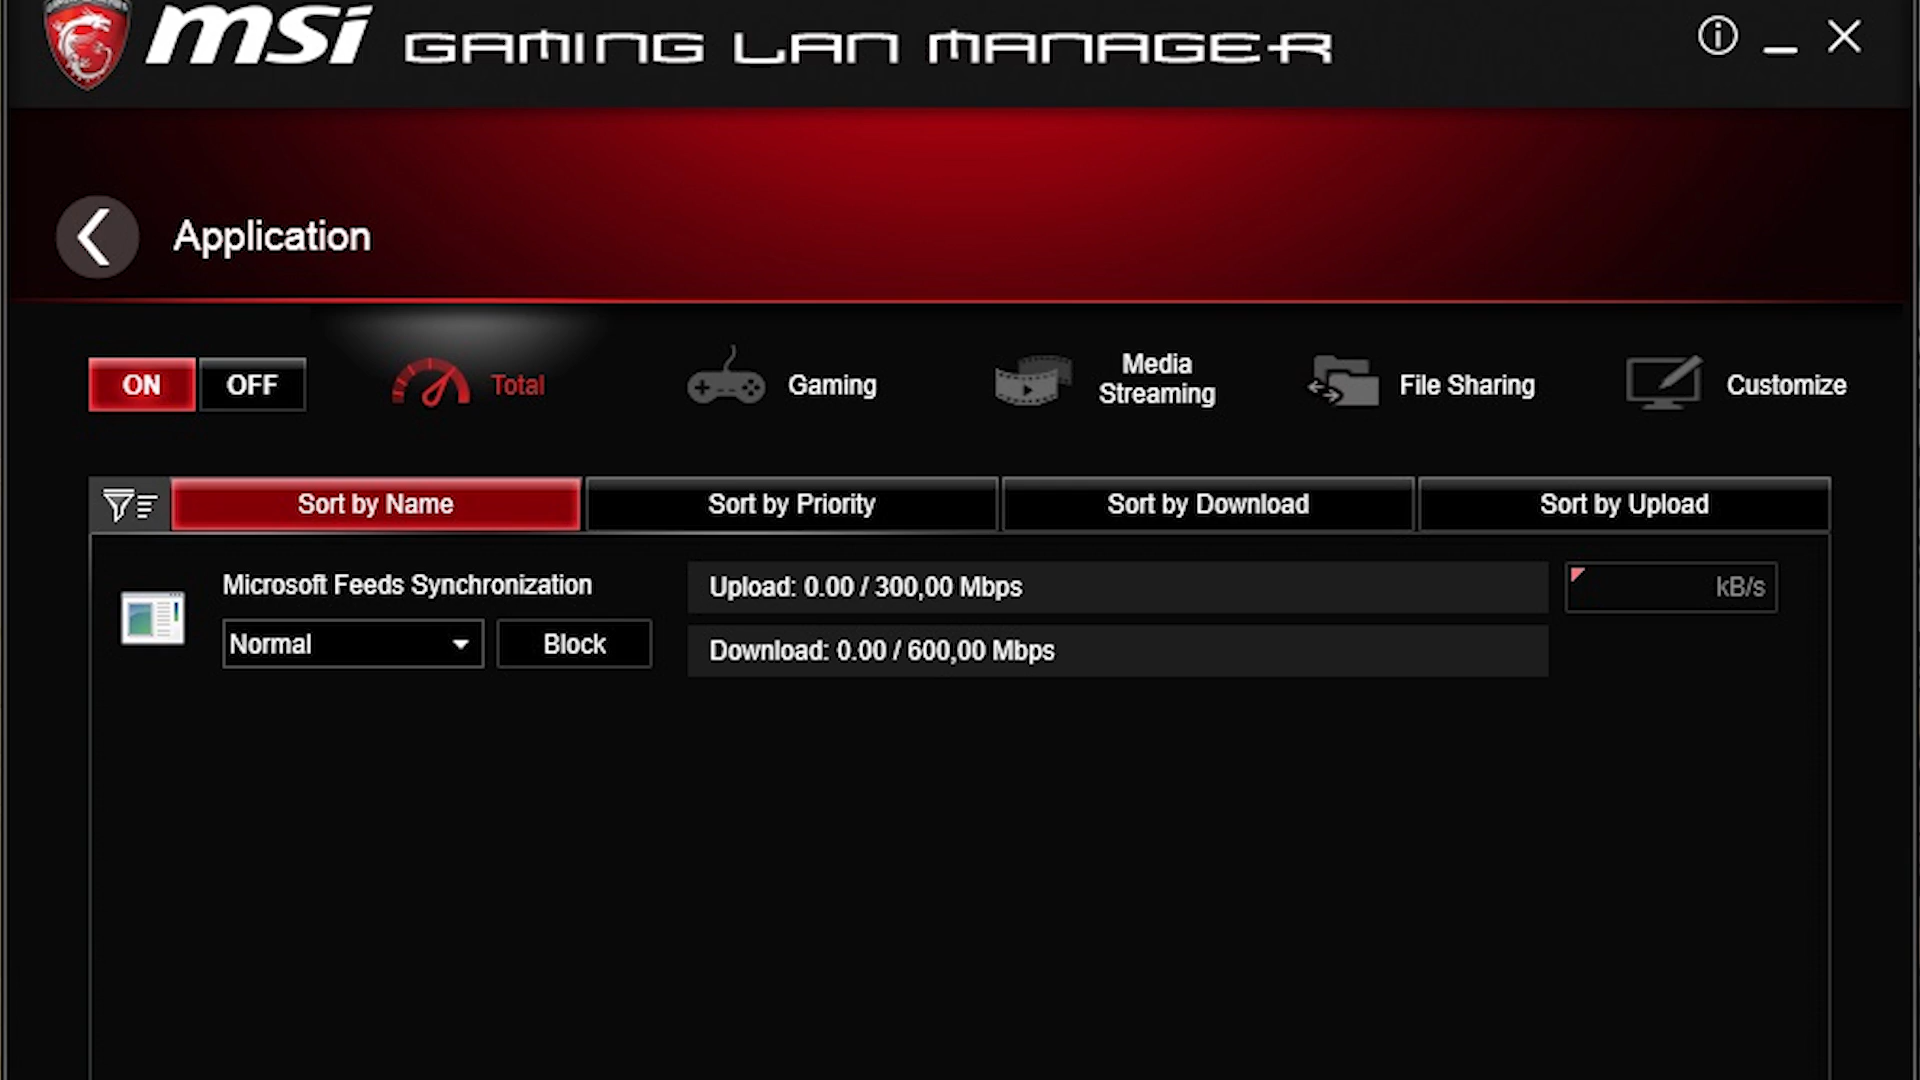 msi GAMING LAN MANAGER
Application
ON OFF Total Gaming Media Streaming File Sharing Customize
Sort by Name Sort by Priority Sort by Download Sort by Upload
Microsoft Feeds Synchronization
Upload: 0.00 / 300,00 Mbps
kB/s
Normal
Block
Download: 0.00 / 600,00 Mbps